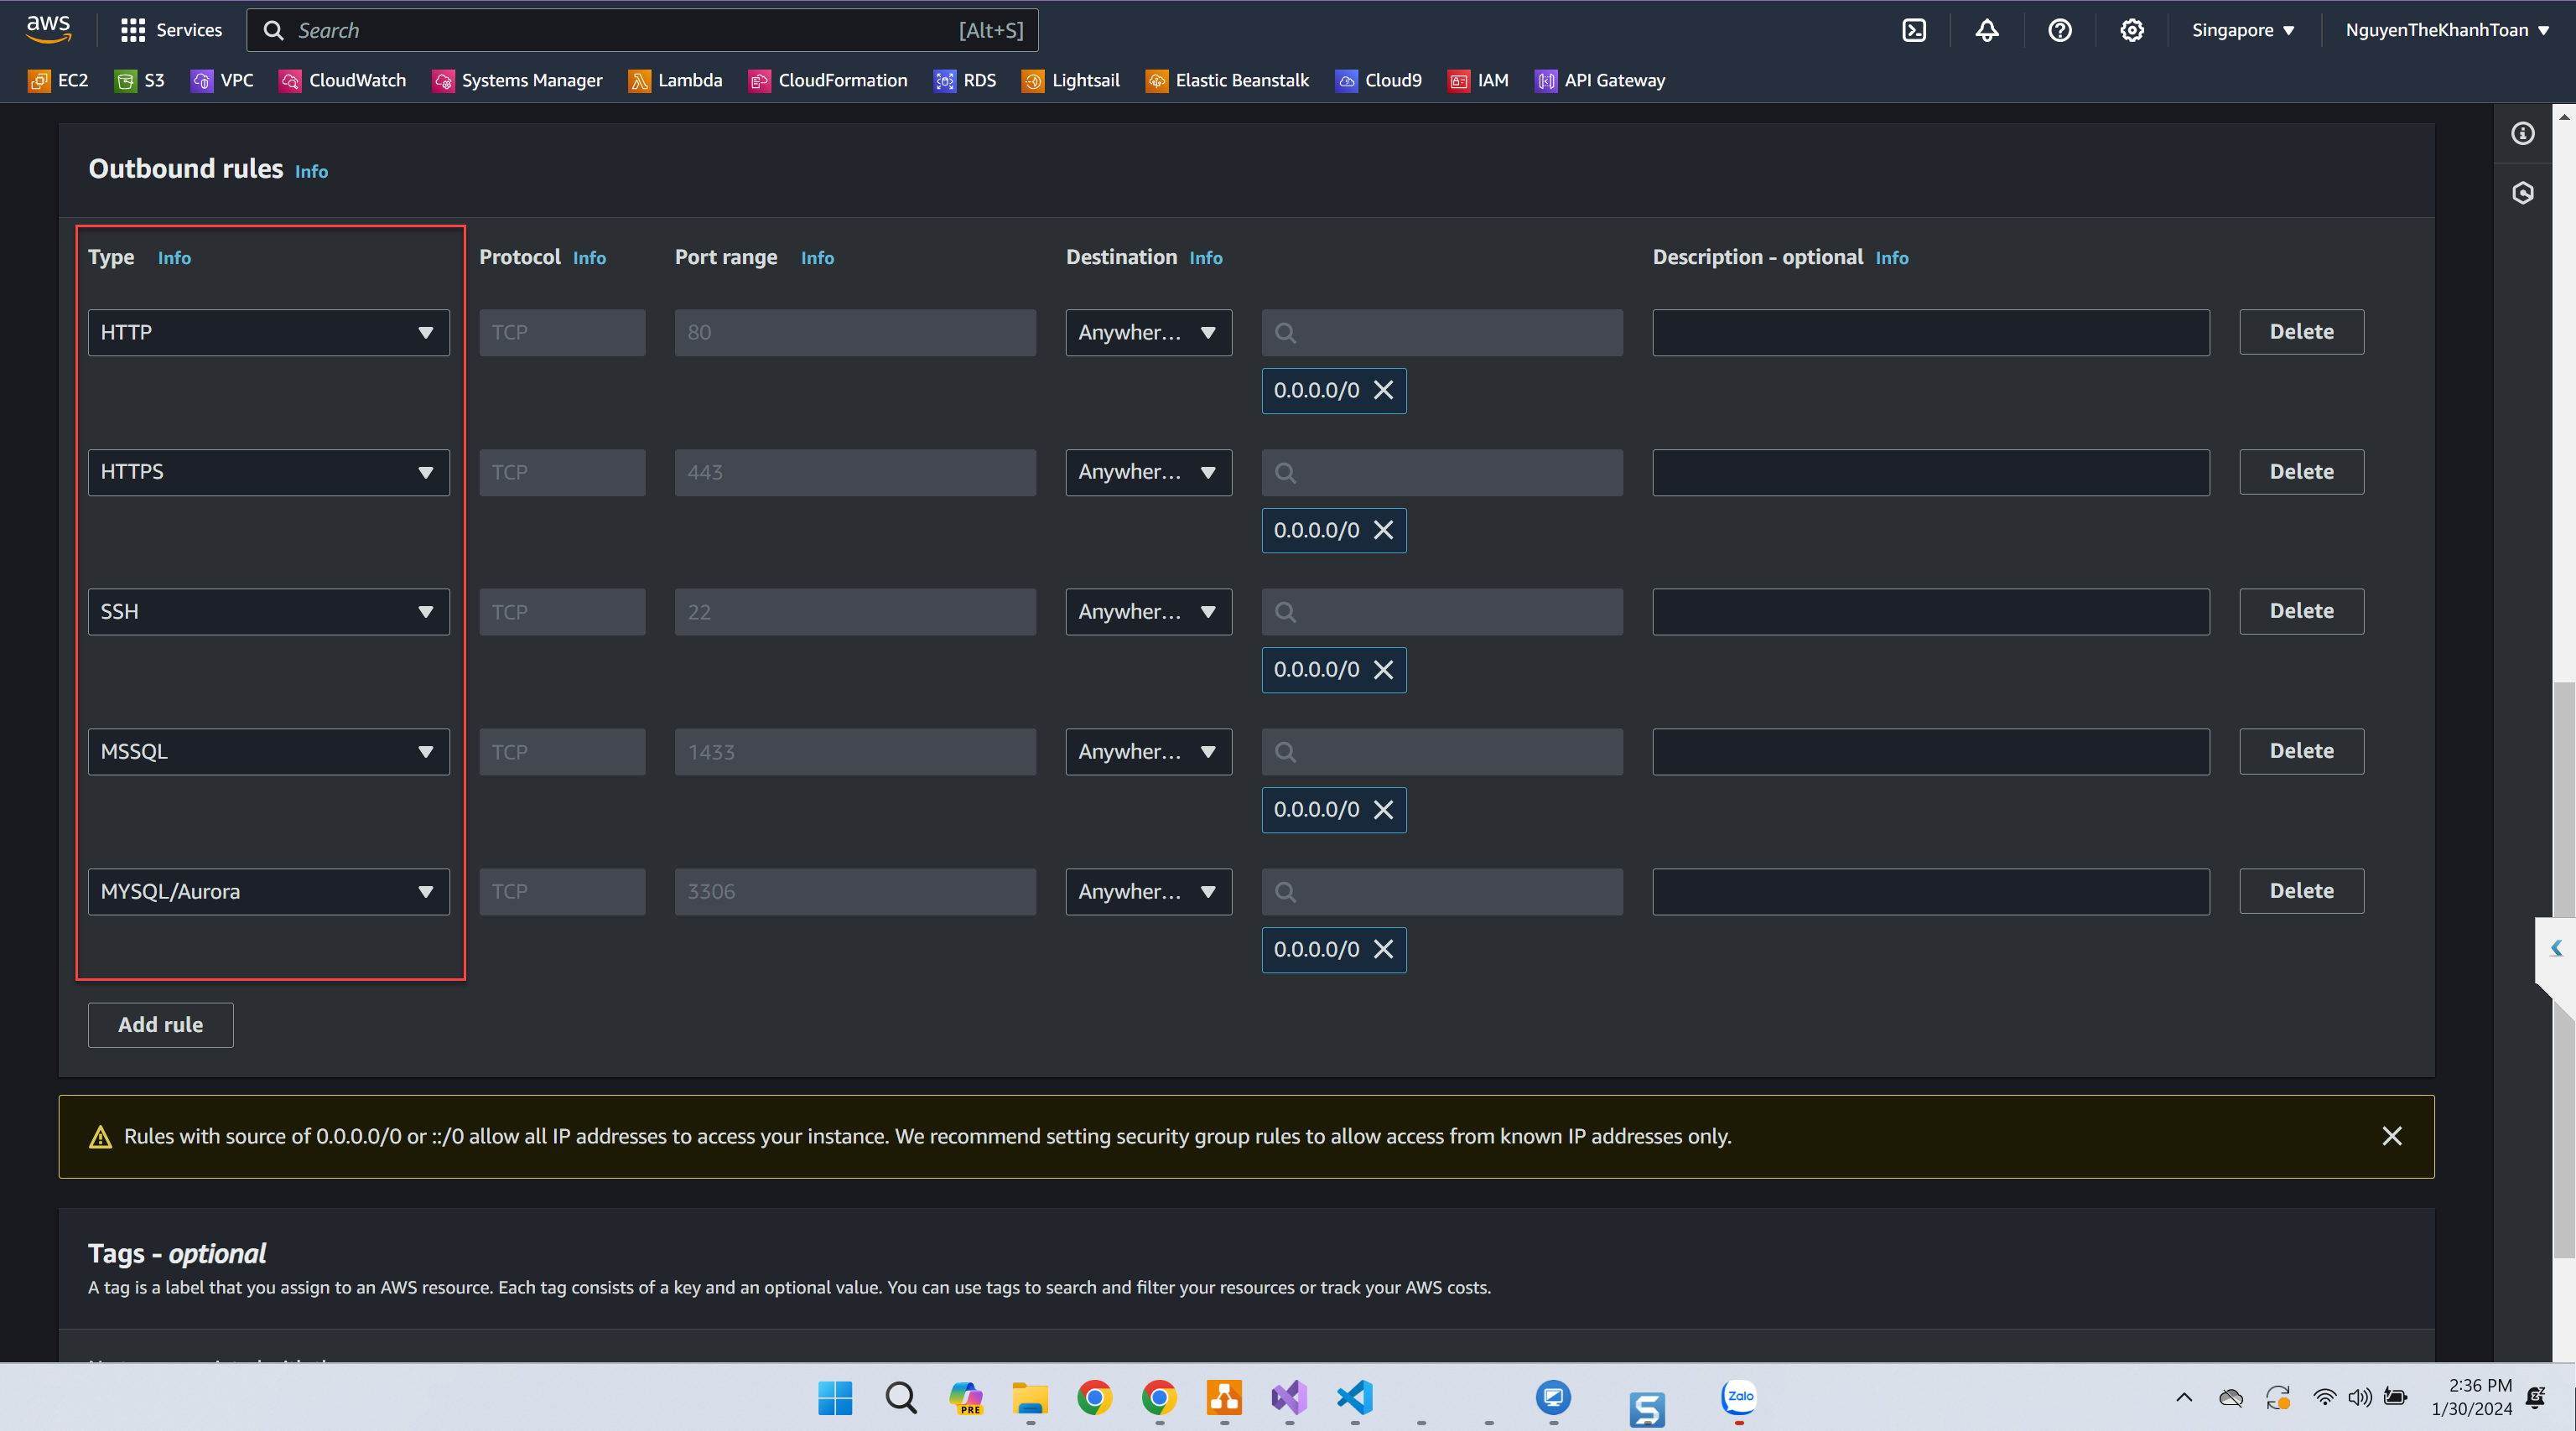 aws
Services
Search
[Alt+S]
Singapore
NguyenTheKhanhToan
EC2 S3 VPC CloudWatch Systems Manager Lambda CloudFormation RDS Lightsail Elastic Beanstalk Cloud9 IAM API Gateway
Outbound rules Info
Type Info Protocol Info Port range Info Destination Info Description - optional Info
HTTP TCP 80 Anywher... Delete
0.0.0.0/0
HTTPS TCP 443 Anywher... Delete
0.0.0.0/0
SSH TCP 22 Anywher... Delete
0.0.0.0/0
MSSQL TCP 1433 Anywher... Delete
0.0.0.0/0
MYSQL/Aurora TCP 3306 Anywher... Delete
0.0.0.0/0
Add rule
Rules with source of 0.0.0.0/0 or ::/0 allow all IP addresses to access your instance. We recommend setting security group rules to allow access from known IP addresses only.
Tags - optional
A tag is a label that you assign to an AWS resource. Each tag consists of a key and an optional value. You can use tags to search and filter your resources or track your AWS costs.
PRE
Zalo
2:36 PM
1/30/2024